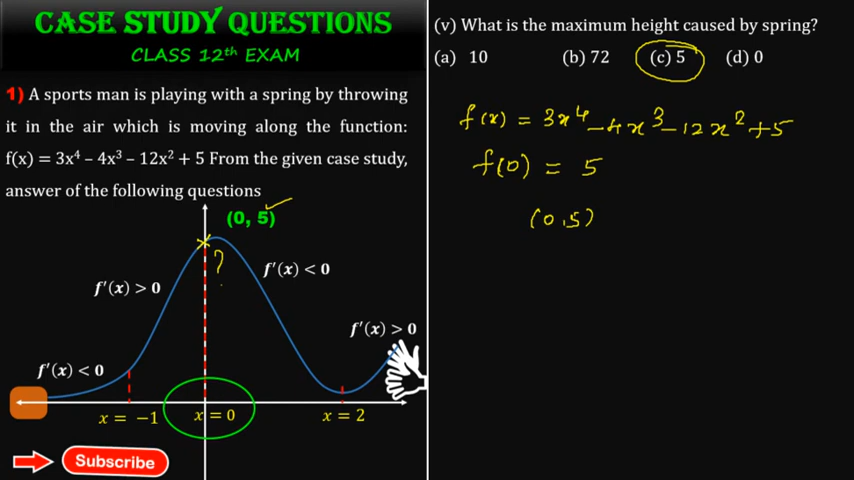 CASE STUDY QUESTIONS
CLASS 12ᵗʰ EXAM
1) A sports man is playing with a spring by throwing
it in the air which is moving along the function:
f(x) = 3x⁴ – 4x³ – 12x² + 5 From the given case study,
answer of the following questions
(0, 5)
?
f′(x) < 0
f′(x) > 0
f′(x) > 0
f′(x) < 0
x = −1
x = 0
x = 2
Subscribe
(v) What is the maximum height caused by spring?
(a) 10 (b) 72 (c) 5 (d) 0
f(x) = 3x⁴ – 4x³ – 12x² + 5
f(0) = 5
(0,5)